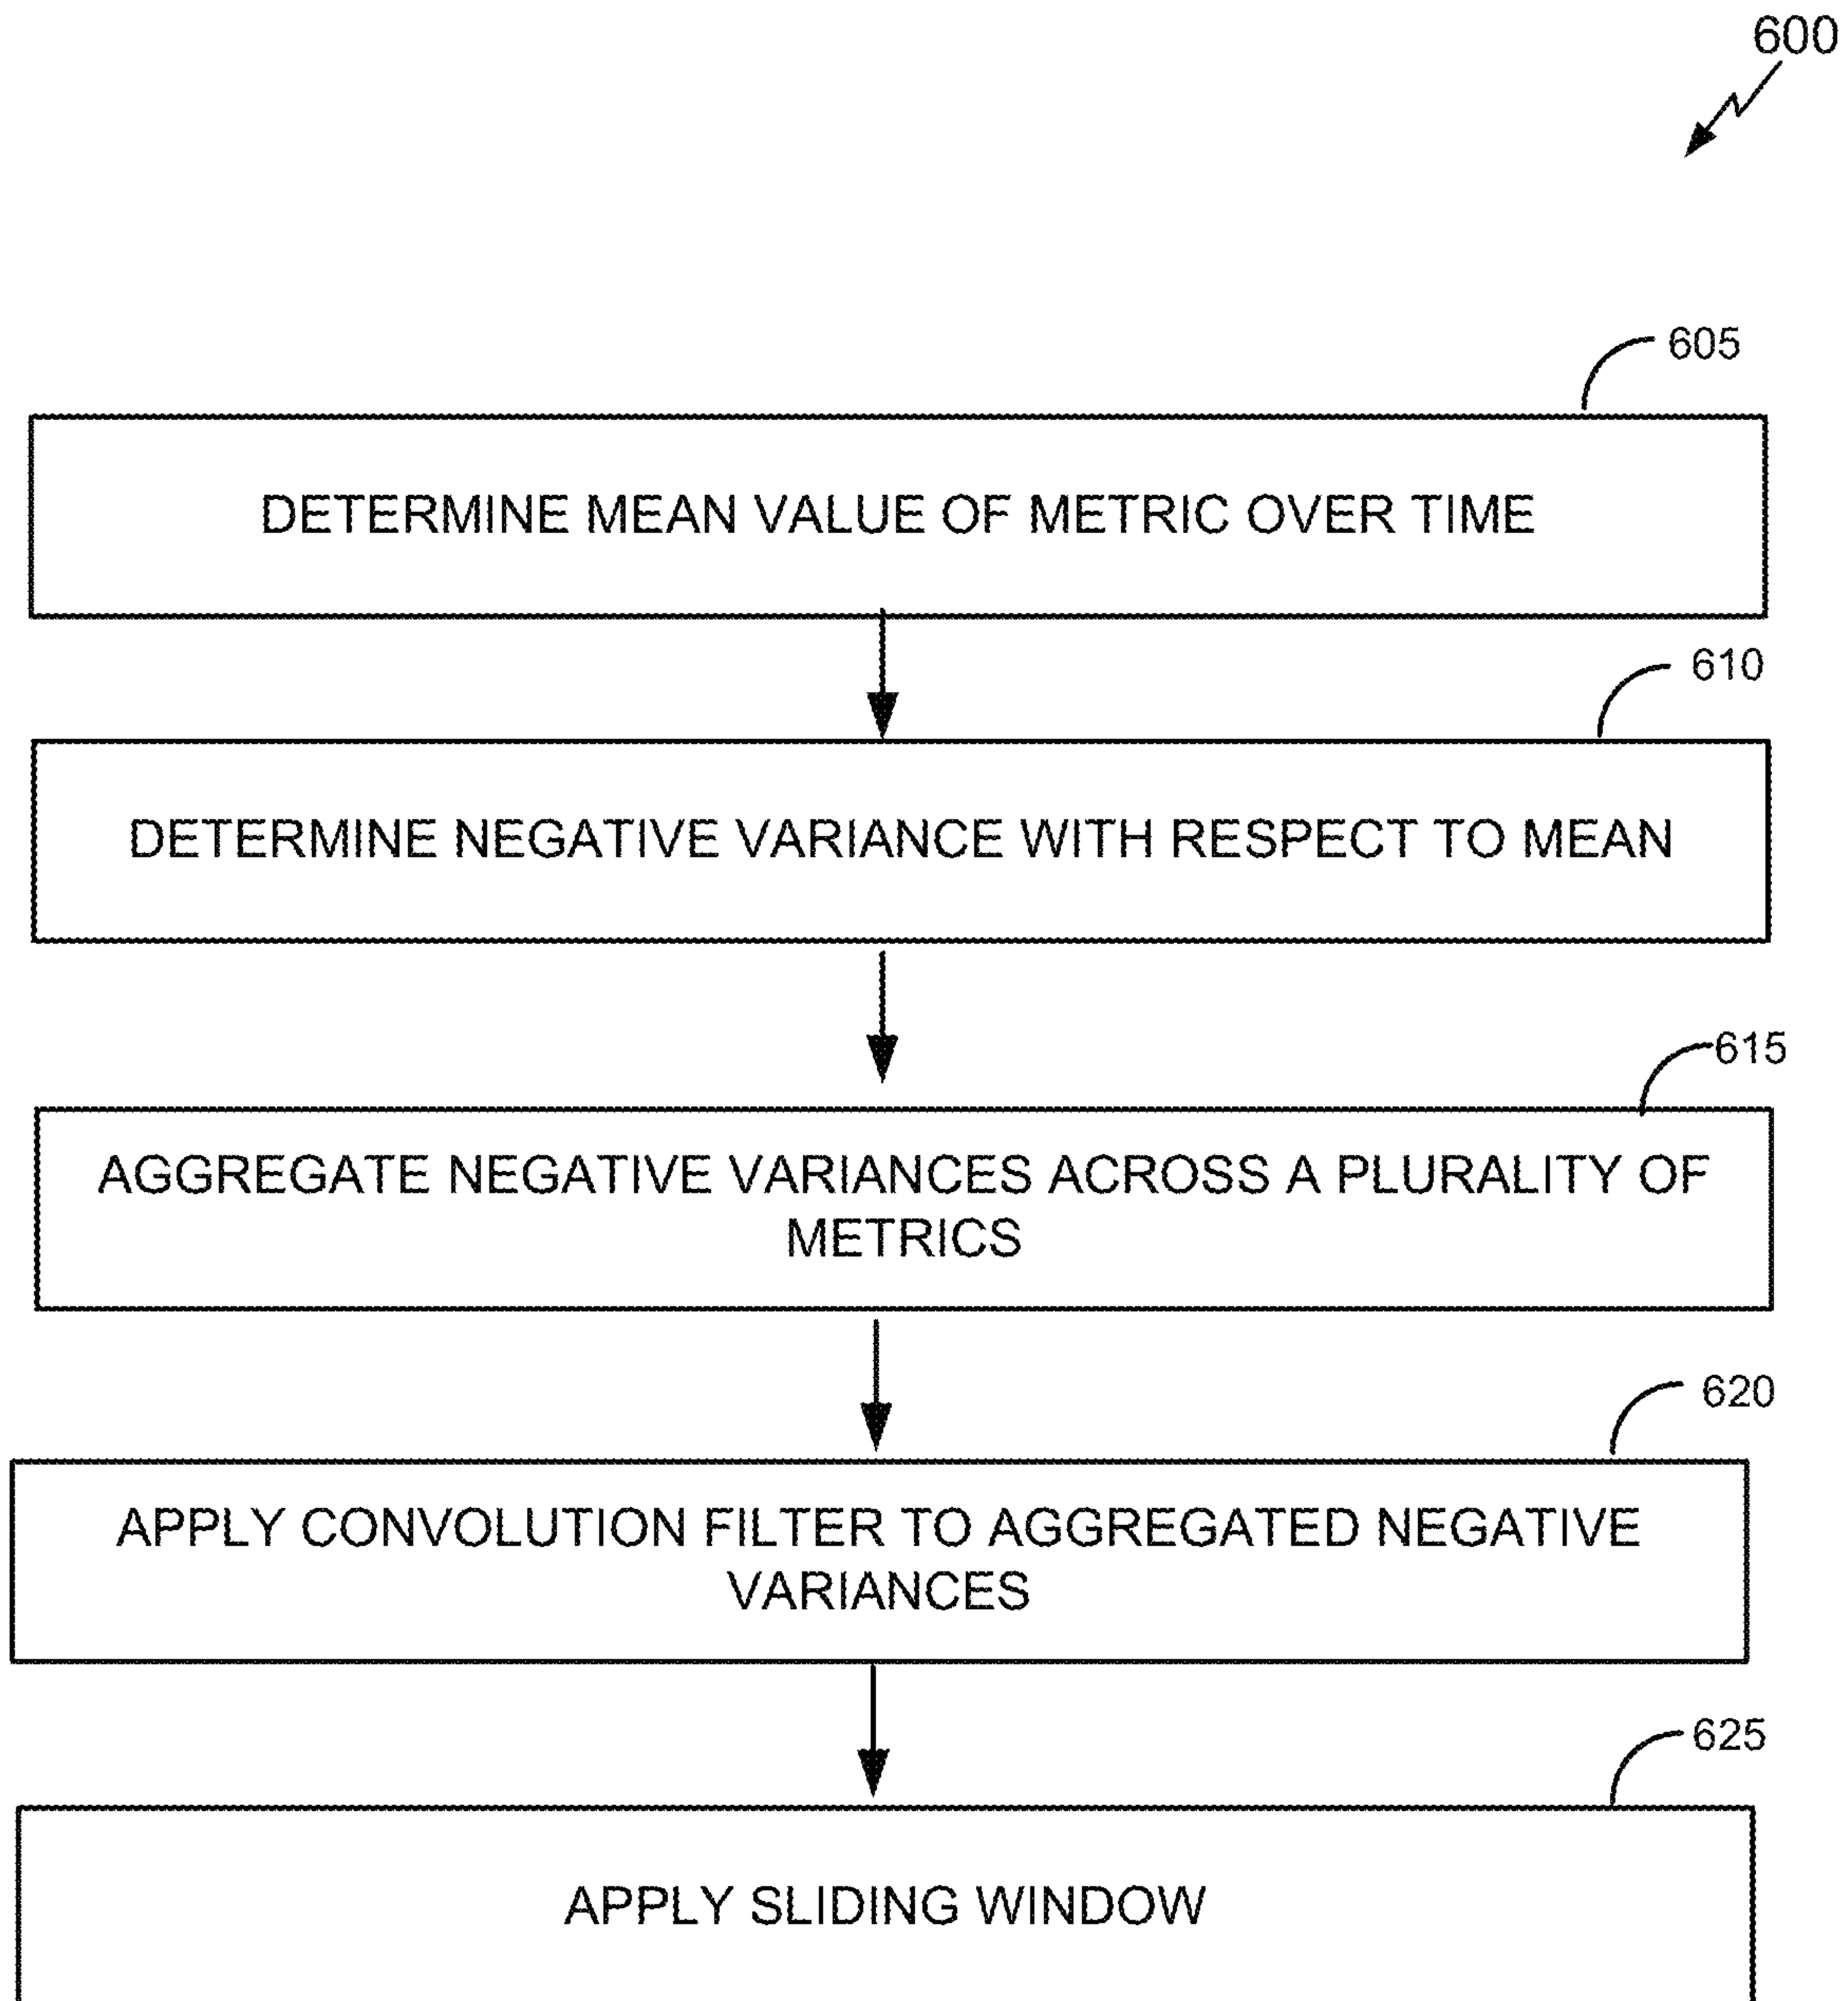 600
605
DETERMINE MEAN VALUE OF METRIC OVER TIME
610
DETERMINE NEGATIVE VARIANCE WITH RESPECT TO MEAN
615
AGGREGATE NEGATIVE VARIANCES ACROSS A PLURALITY OF
METRICS
620
APPLY CONVOLUTION FILTER TO AGGREGATED NEGATIVE
VARIANCES
625
APPLY SLIDING WINDOW